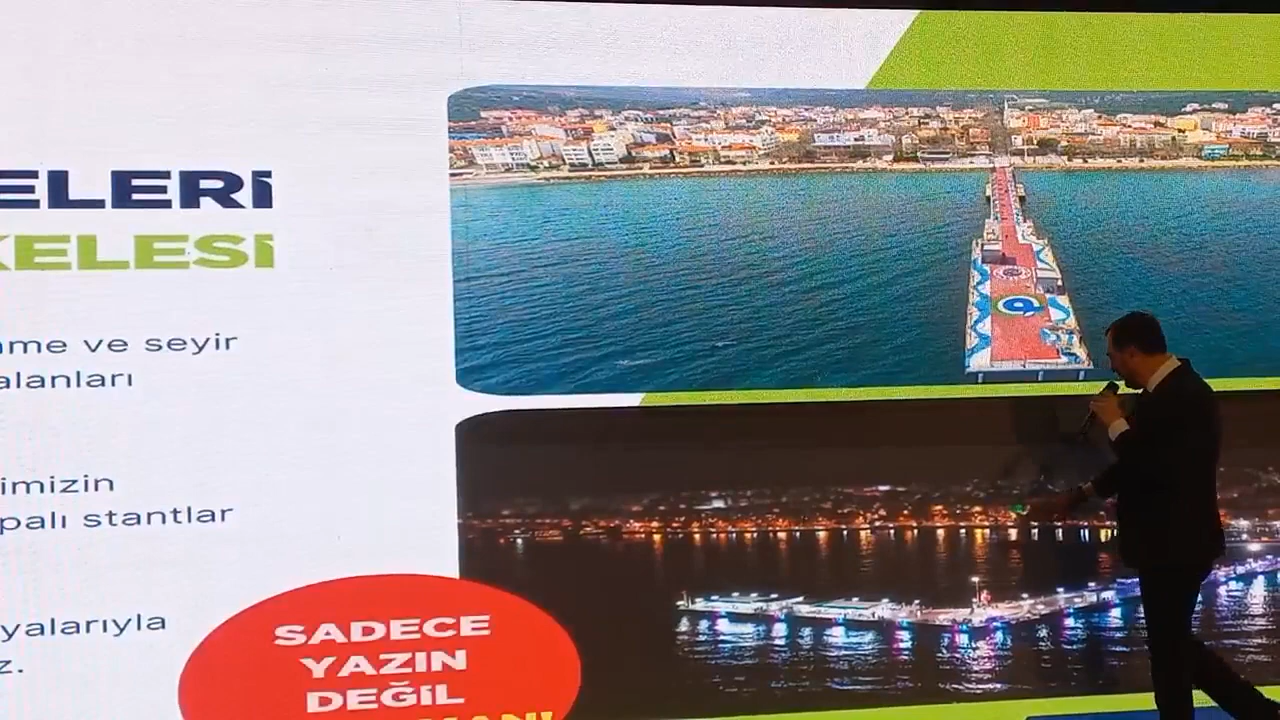 ELERİ
KELESİ
me ve seyir
alanları
imizin
palı stantlar
yalarıyla
z.
SADECE
YAZIN
DEĞİL